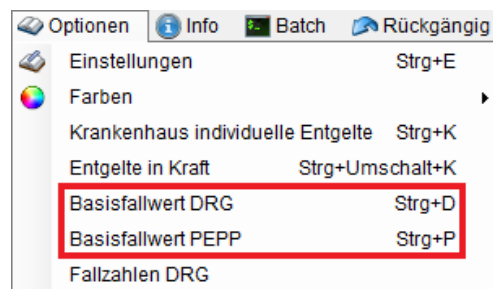 Optionen Info Batch Rückgängig
Einstellungen Strg+E
Farben
Krankenhaus individuelle Entgelte Strg+K
Entgelte in Kraft Strg+Umschalt+K
Basisfallwert DRG Strg+D
Basisfallwert PEPP Strg+P
Fallzahlen DRG